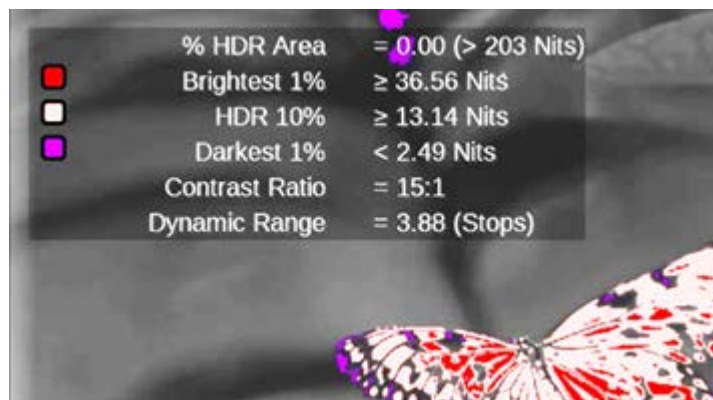 % HDR Area = 0.00 (> 203 Nits)
Brightest 1% ≥ 36.56 Nits
HDR 10% ≥ 13.14 Nits
Darkest 1% < 2.49 Nits
Contrast Ratio = 15:1
Dynamic Range = 3.88 (Stops)